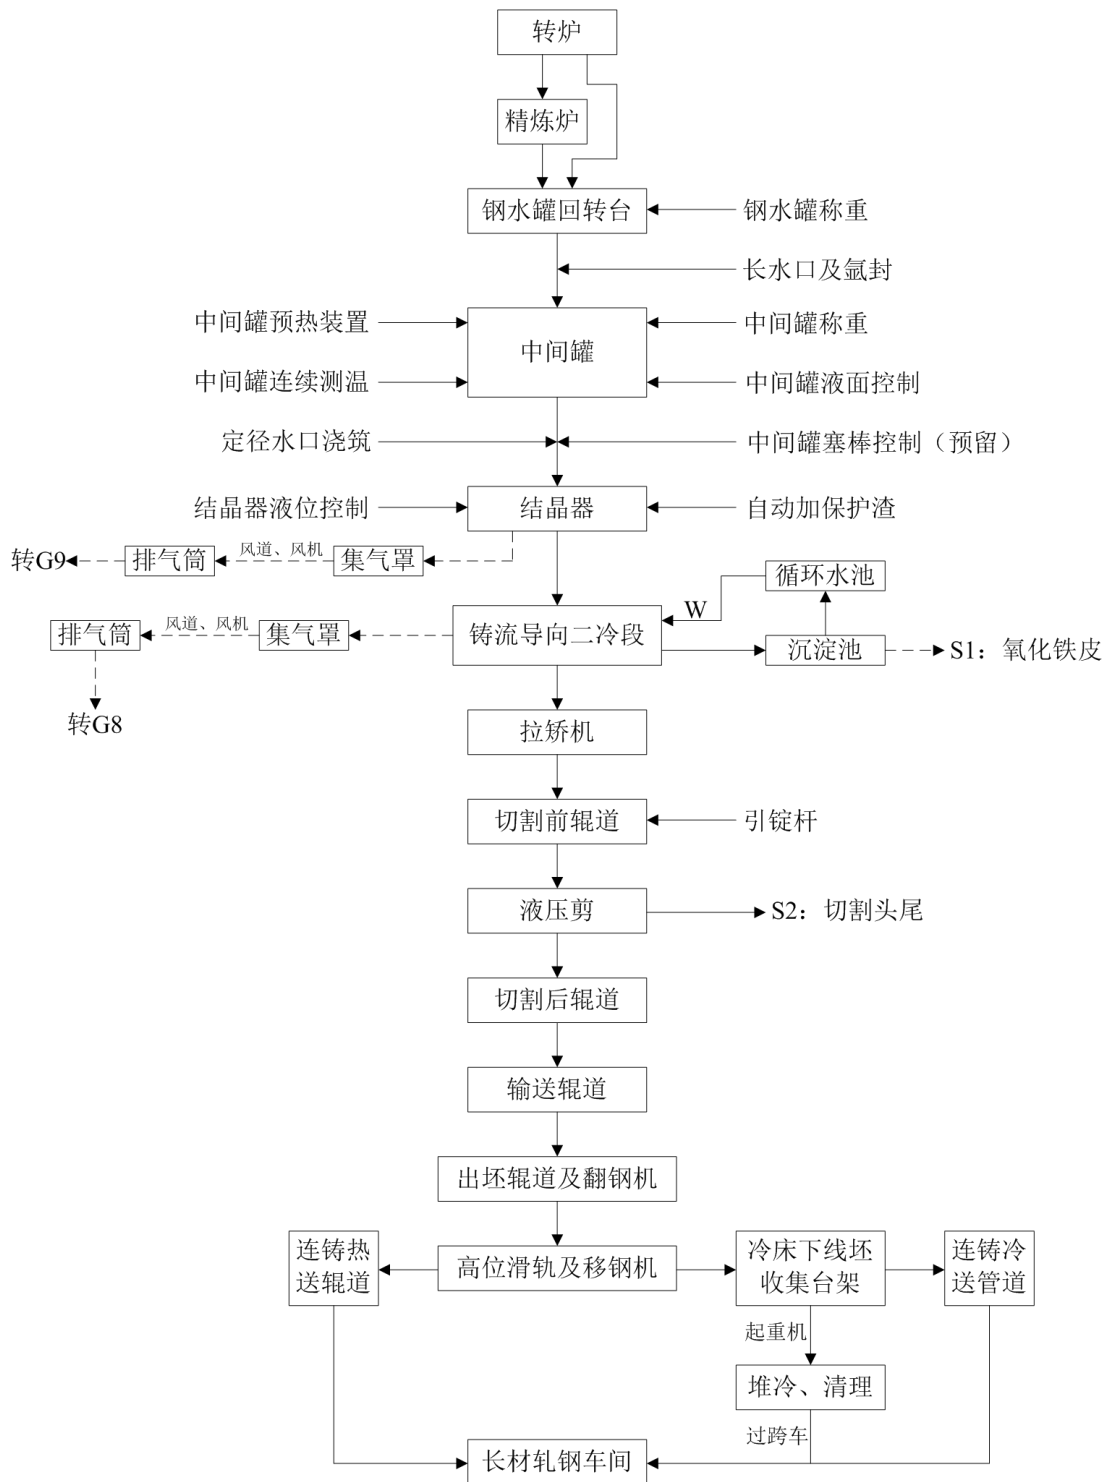 转炉
精炼炉
钢水罐回转台
钢水罐称重
长水口及氩封
中间罐预热装置
中间罐
中间罐称重
中间罐连续测温
中间罐液面控制
定径水口浇筑
中间罐塞棒控制（预留）
结晶器液位控制
结晶器
自动加保护渣
转G9
排气筒
风道、风机
集气罩
循环水池
W
排气筒
风道、风机
集气罩
铸流导向二冷段
沉淀池
S1：氧化铁皮
转G8
拉矫机
切割前辊道
引锭杆
液压剪
S2：切割头尾
切割后辊道
输送辊道
出坯辊道及翻钢机
连铸热
送辊道
高位滑轨及移钢机
冷床下线坯
收集台架
连铸冷
送管道
起重机
堆冷、清理
过跨车
长材轧钢车间